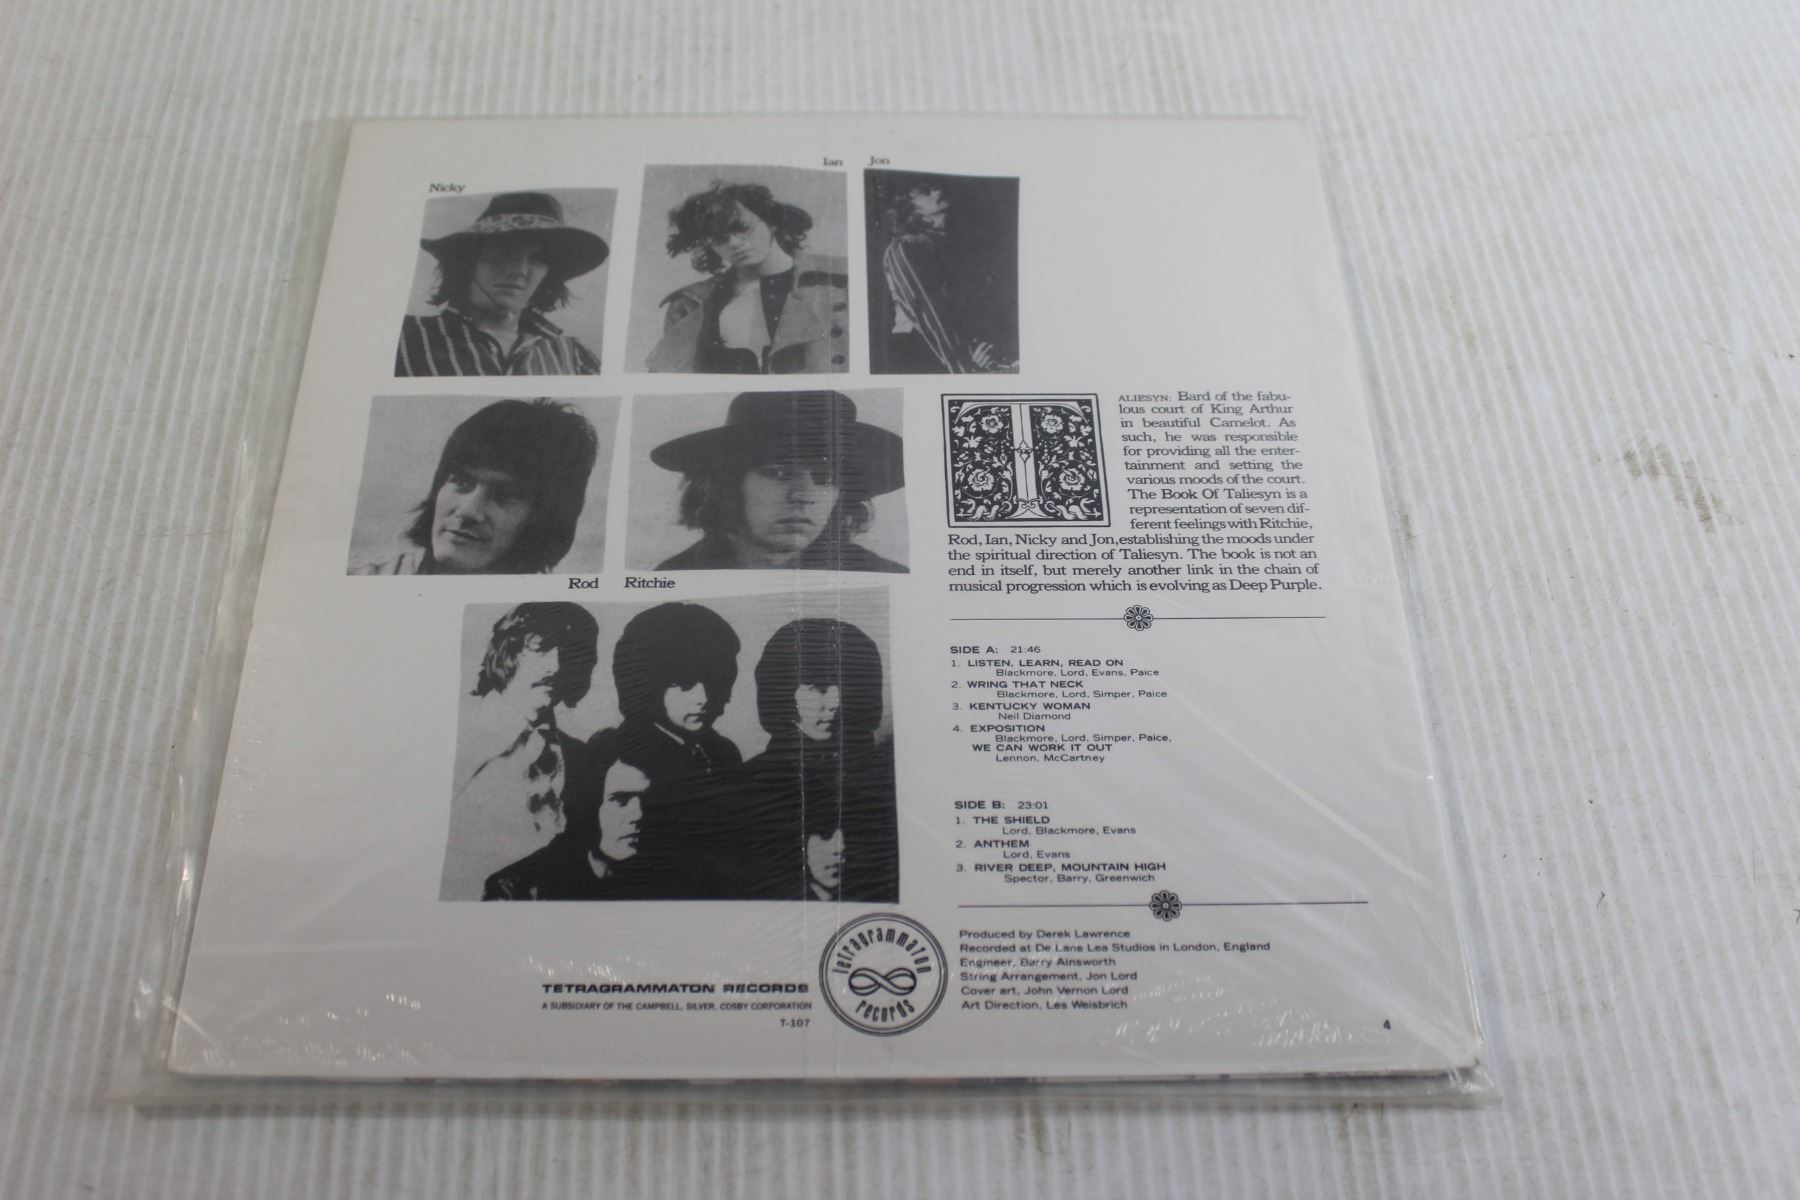 Nicky
Ian Jon
Rod Ritchie
T
ALIESYN: Bard of the fabu-
lous court of King Arthur
in beautiful Camelot. As
such, he was responsible
for providing all the enter-
tainment and setting the
various moods of the court.
The Book Of Taliesyn is a
representation of seven dif-
ferent feelings with Ritchie,
Rod, Ian, Nicky and Jon, establishing the moods under
the spiritual direction of Taliesyn. The book is not an
end in itself, but merely another link in the chain of
musical progression which is evolving as Deep Purple.
SIDE A: 21:46
1. LISTEN, LEARN, READ ON
Blackmore, Lord, Evans, Paice
2. WRING THAT NECK
Blackmore, Lord, Simper, Paice
3. KENTUCKY WOMAN
Neil Diamond
4. EXPOSITION
Blackmore, Lord, Simper, Paice,
WE CAN WORK IT OUT
Lennon, McCartney
SIDE B: 23:01
1. THE SHIELD
Lord, Blackmore, Evans
2. ANTHEM
Lord, Evans
3. RIVER DEEP, MOUNTAIN HIGH
Spector, Barry, Greenwich
Produced by Derek Lawrence
Recorded at De Lane Lea Studios in London, England
Engineer, Barry Ainsworth
String Arrangement, Jon Lord
Cover art, John Vernon Lord
Art Direction, Les Weisbrich
TETRAGRAMMATON RECORDS
A SUBSIDIARY OF THE CAMPBELL, SILVER, COSBY CORPORATION
T-107
tetragrammaton
records
4